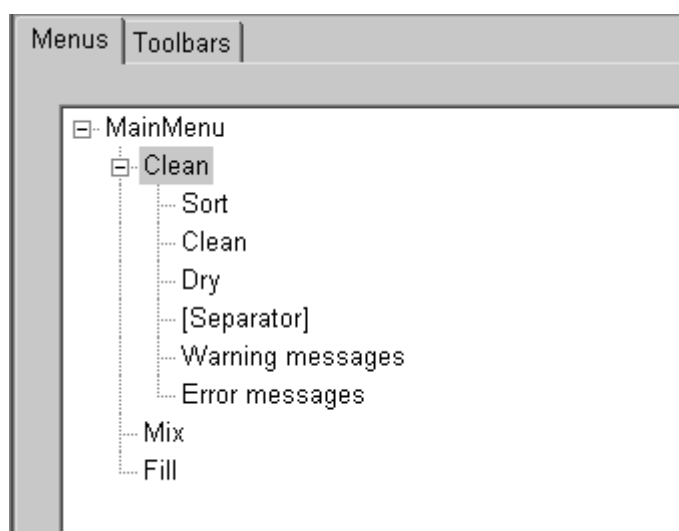 Menus Toolbars
MainMenu
Clean
Sort
Clean
Dry
[Separator]
Warning messages
Error messages
Mix
Fill